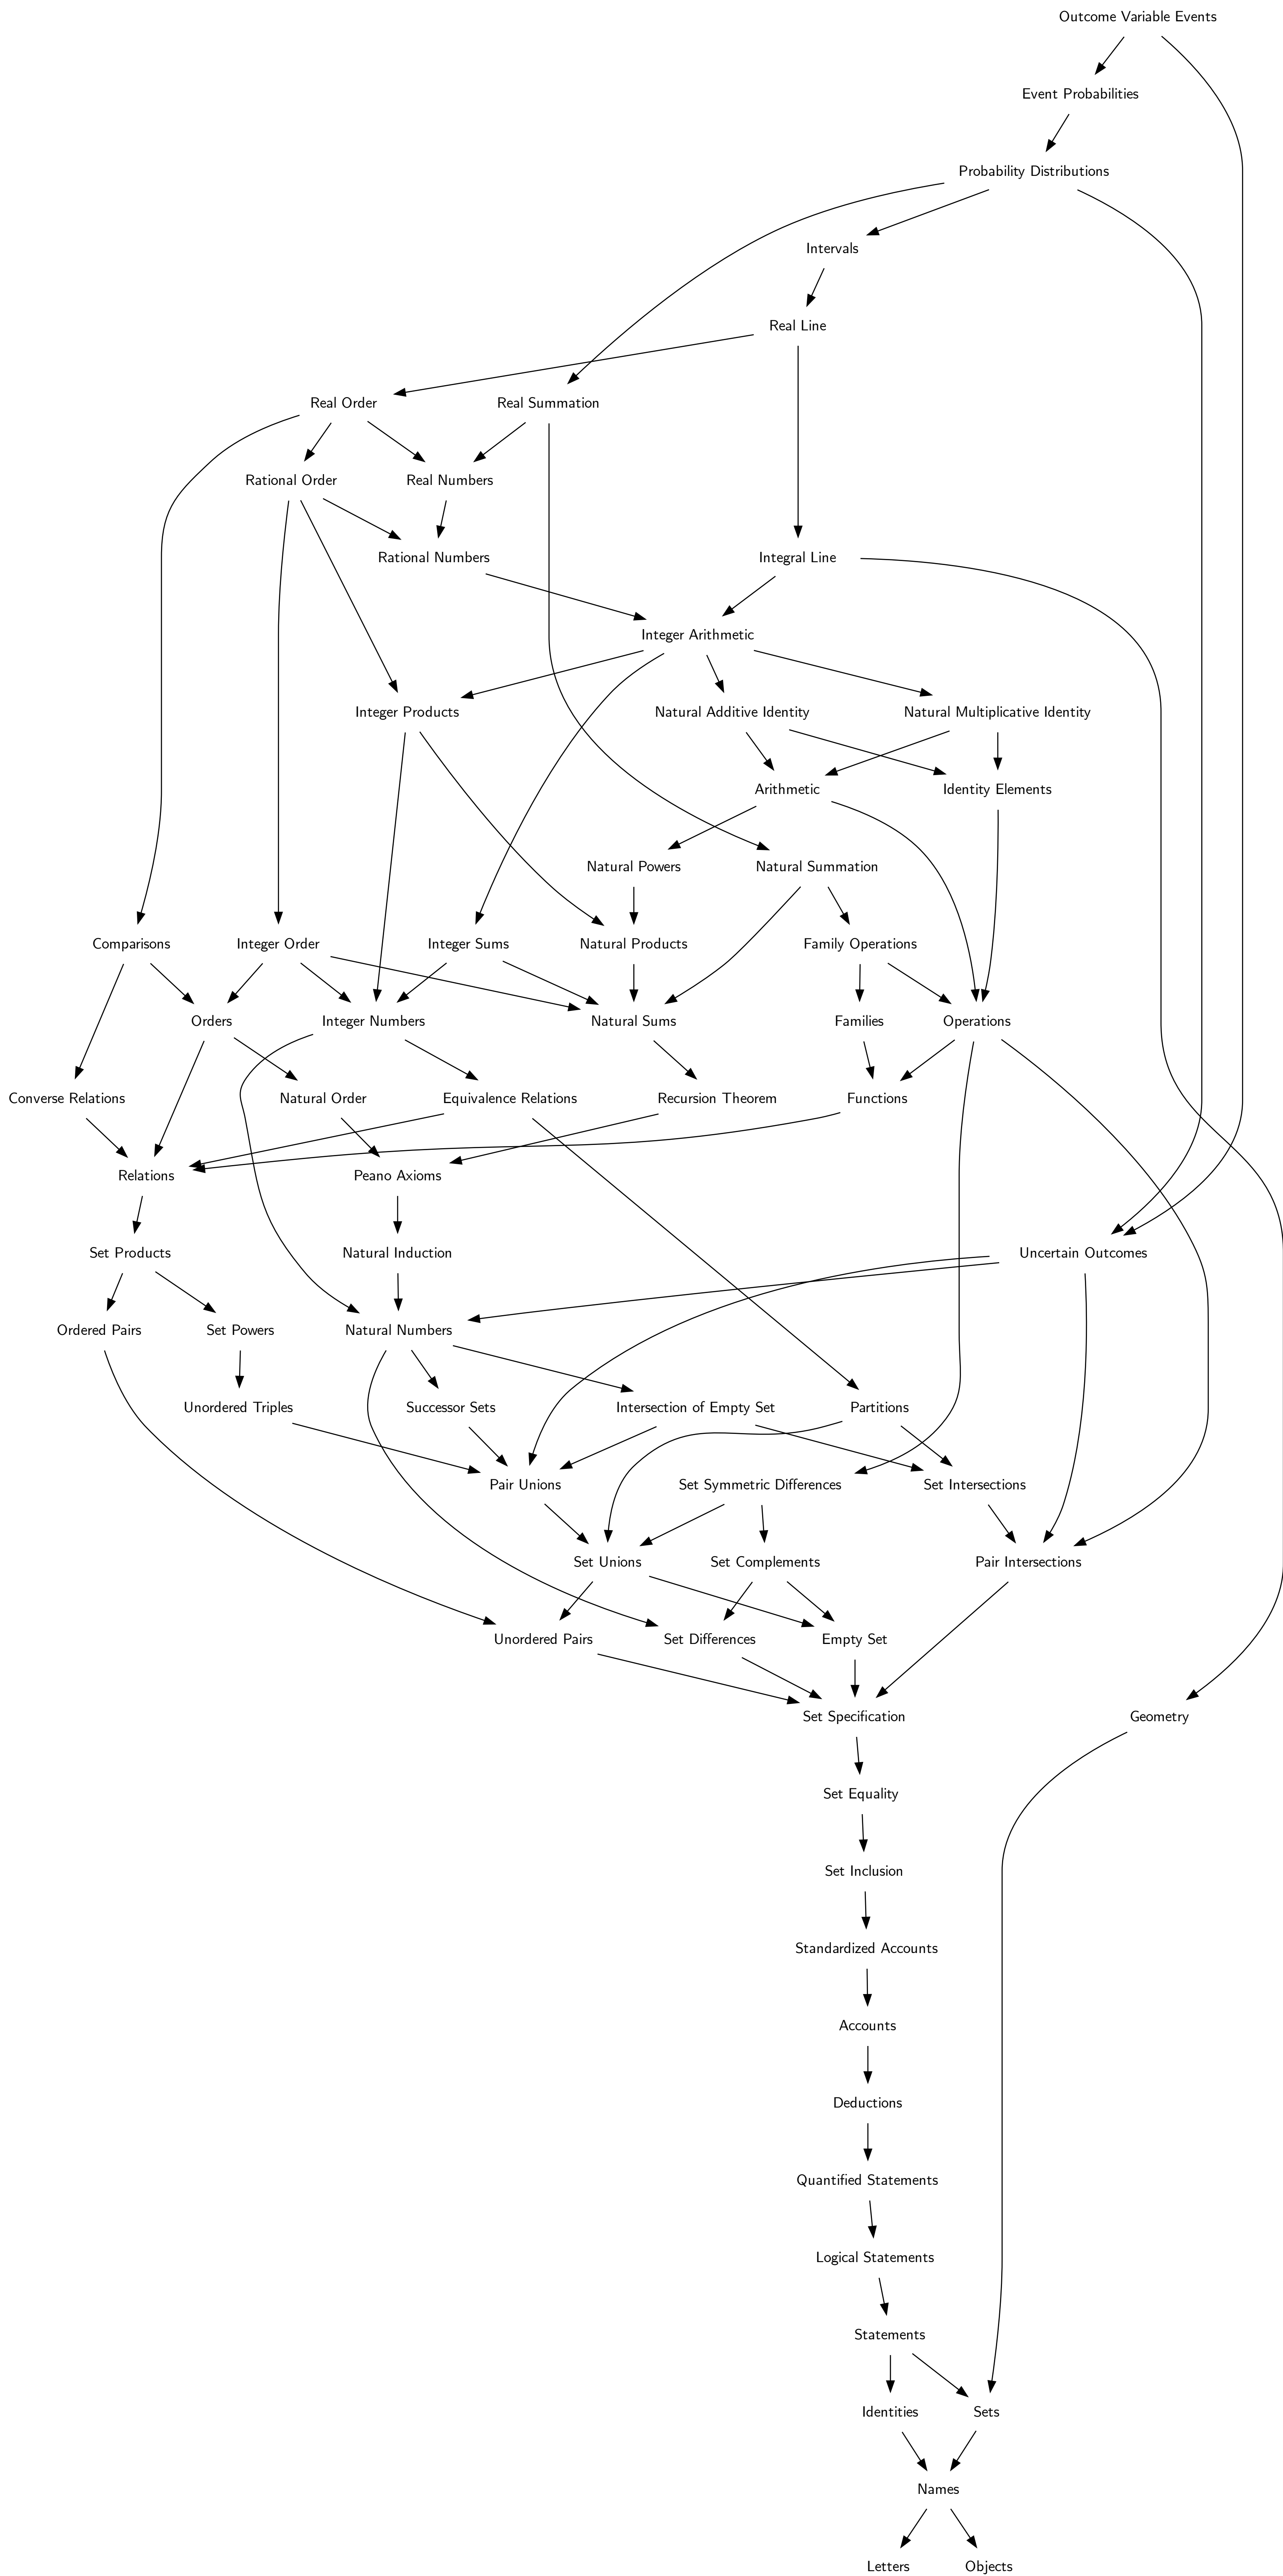 Outcome Variable Events
Event Probabilities
Probability Distributions
Intervals
Real Line
Real Order
Real Summation
Rational Order
Real Numbers
Rational Numbers
Integral Line
Integer Arithmetic
Integer Products
Natural Additive Identity
Natural Multiplicative Identity
Arithmetic
Identity Elements
Natural Powers
Natural Summation
Comparisons
Integer Order
Integer Sums
Natural Products
Family Operations
Orders
Integer Numbers
Natural Sums
Families
Operations
Converse Relations
Natural Order
Equivalence Relations
Recursion Theorem
Functions
Relations
Peano Axioms
Set Products
Natural Induction
Uncertain Outcomes
Ordered Pairs
Set Powers
Natural Numbers
Unordered Triples
Successor Sets
Intersection of Empty Set
Partitions
Pair Unions
Set Symmetric Differences
Set Intersections
Set Unions
Set Complements
Pair Intersections
Unordered Pairs
Set Differences
Empty Set
Set Specification
Geometry
Set Equality
Set Inclusion
Standardized Accounts
Accounts
Deductions
Quantified Statements
Logical Statements
Statements
Identities
Sets
Names
Letters
Objects